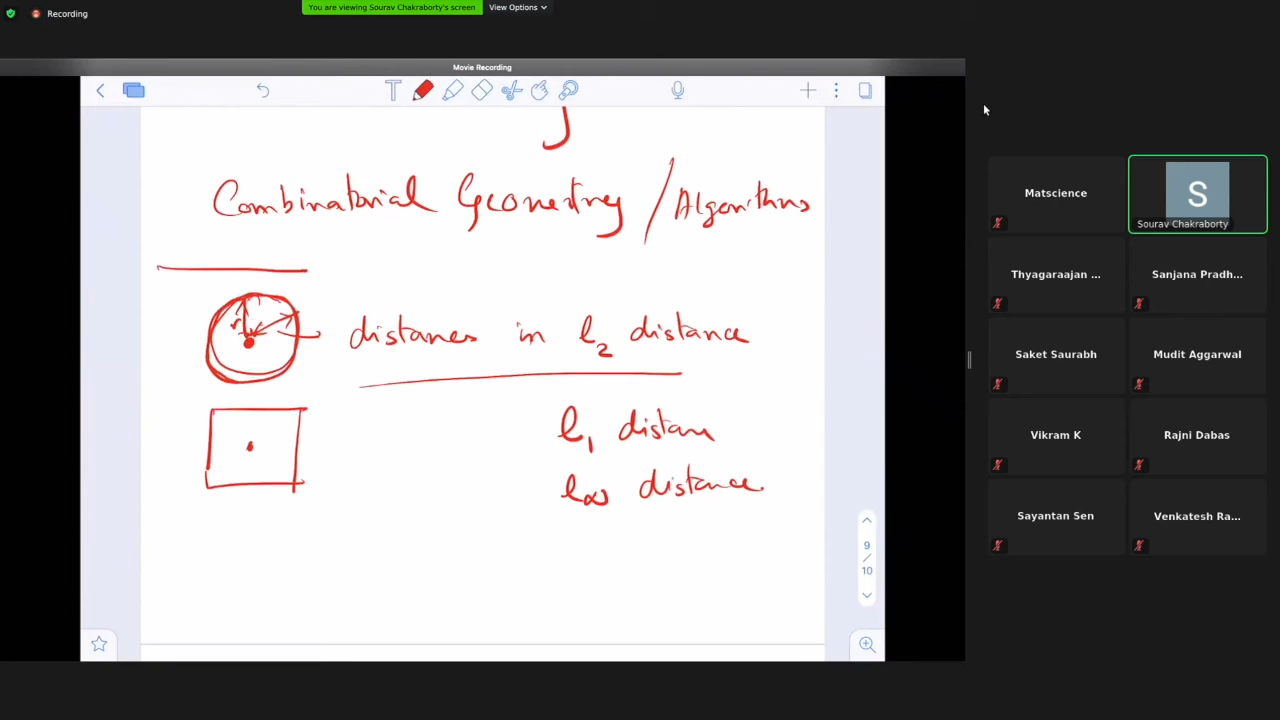 Recording
You are viewing Sourav Chakraborty's screen View Options
Movie Recording
T
Combinatorial Geometry / Algorithms
r
distances in l2 distance
l1 distan
l∞ distance
9
/
10
Matscience
S
Sourav Chakraborty
Thyagaraajan ...
Sanjana Pradh...
Saket Saurabh
Mudit Aggarwal
Vikram K
Rajni Dabas
Sayantan Sen
Venkatesh Ra...